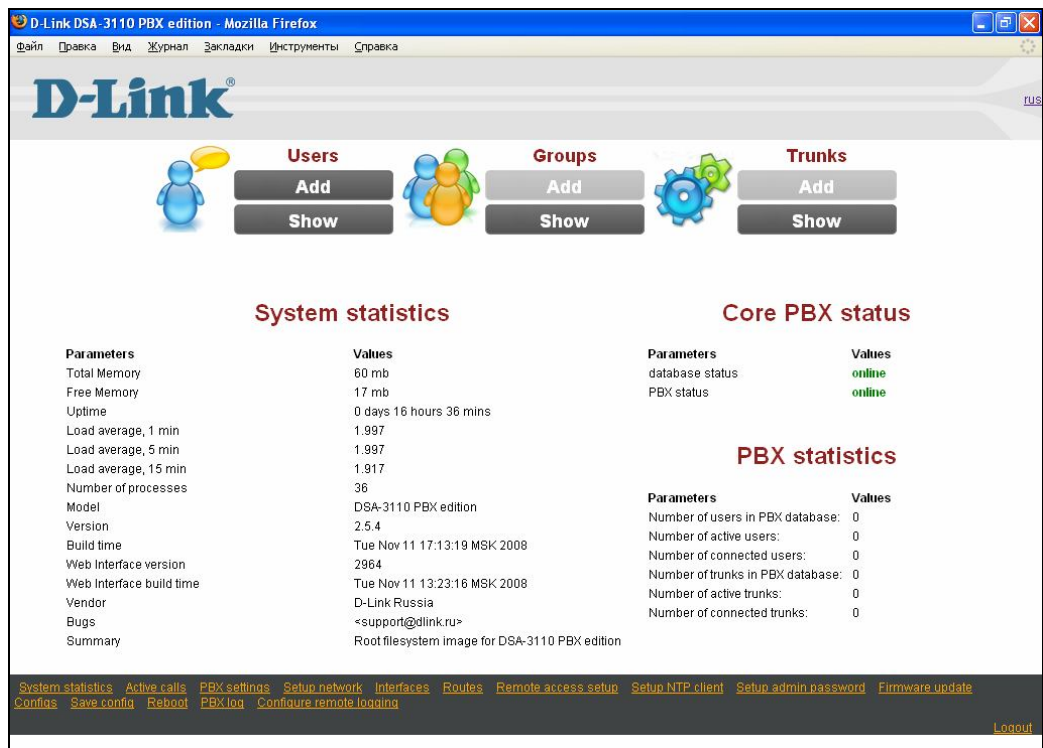 D-Link DSA-3110 PBX edition - Mozilla Firefox
Файл Правка Вид Журнал Закладки Инструменты Справка
D-Link®
rus
Users Groups Trunks
Add Add Add
Show Show Show
System statistics
Parameters Values
Total Memory 60 mb
Free Memory 17 mb
Uptime 0 days 16 hours 36 mins
Load average, 1 min 1.997
Load average, 5 min 1.997
Load average, 15 min 1.917
Number of processes 36
Model DSA-3110 PBX edition
Version 2.5.4
Build time Tue Nov 11 17:13:19 MSK 2008
Web Interface version 2964
Web Interface build time Tue Nov 11 13:23:16 MSK 2008
Vendor D-Link Russia
Bugs <support@dlink.ru>
Summary Root filesystem image for DSA-3110 PBX edition
Core PBX status
Parameters Values
database status online
PBX status online
PBX statistics
Parameters Values
Number of users in PBX database: 0
Number of active users: 0
Number of connected users: 0
Number of trunks in PBX database: 0
Number of active trunks: 0
Number of connected trunks: 0
System statistics Active calls PBX settings Setup network Interfaces Routes Remote access setup Setup NTP client Setup admin password Firmware update
Configs Save config Reboot PBX log Configure remote logging
Logout